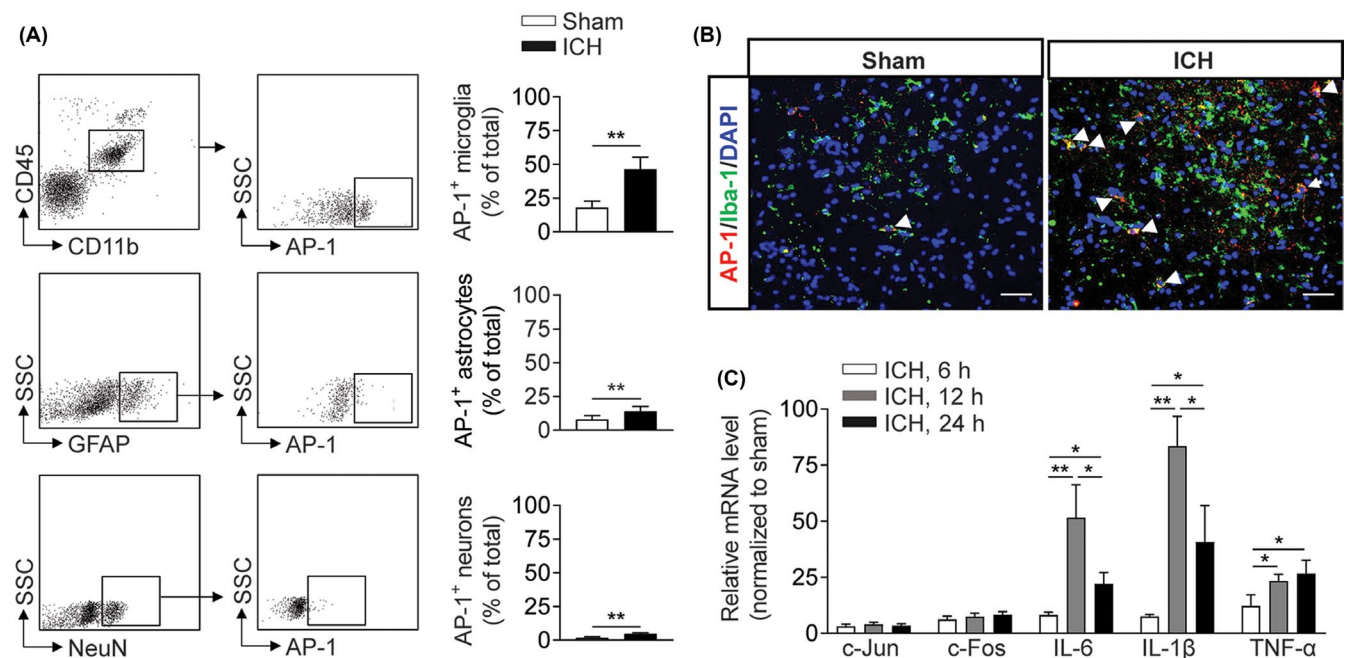 (A)
Sham
ICH
CD45
CD11b
SSC
AP-1
AP-1⁺ microglia
(% of total)
100
75
50
25
0
**
SSC
GFAP
SSC
AP-1
AP-1⁺ astrocytes
(% of total)
100
75
50
25
0
**
SSC
NeuN
SSC
AP-1
AP-1⁺ neurons
(% of total)
100
75
50
25
0
**
(B)
Sham
ICH
AP-1/Iba-1/DAPI
(C)
ICH, 6 h
ICH, 12 h
ICH, 24 h
Relative mRNA level
(normalized to sham)
100
75
50
25
0
*
** *
*
** *
*
*
c-Jun c-Fos IL-6 IL-1β TNF-α